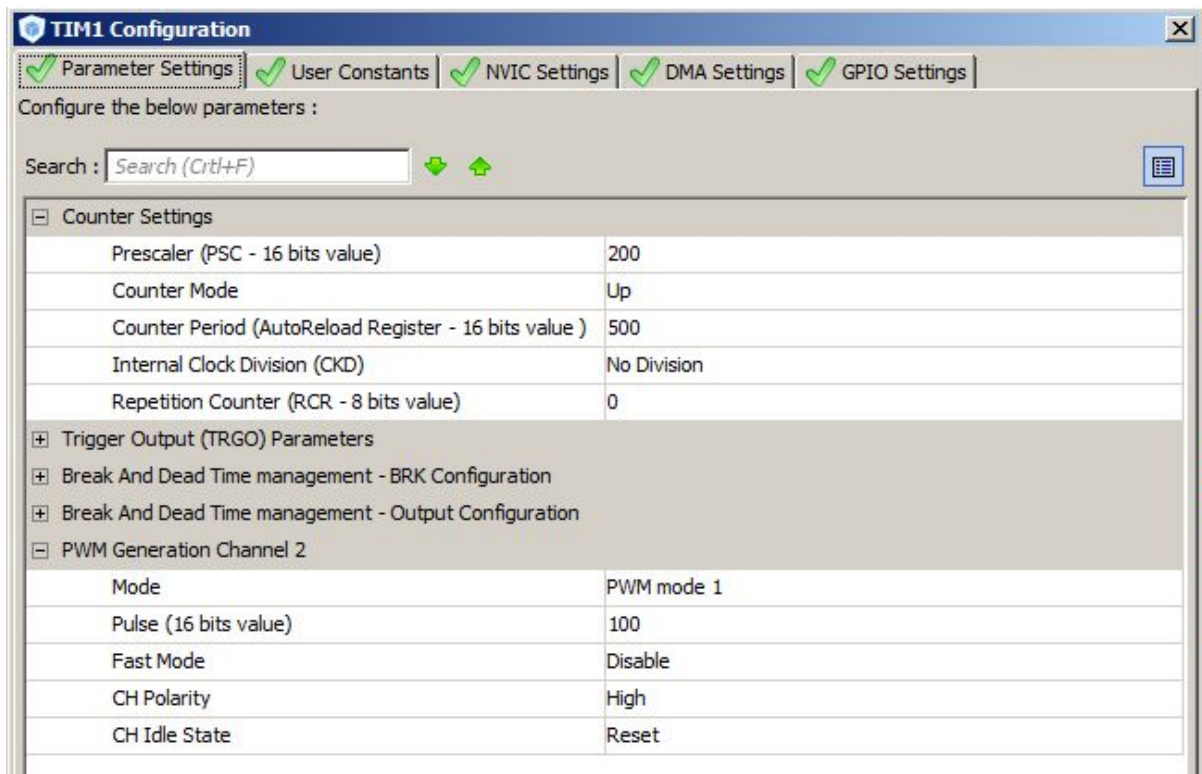 TIM1 Configuration
Parameter Settings User Constants NVIC Settings DMA Settings GPIO Settings
Configure the below parameters :
Search : Search (Crtl+F)
Counter Settings
Prescaler (PSC - 16 bits value) 200
Counter Mode Up
Counter Period (AutoReload Register - 16 bits value ) 500
Internal Clock Division (CKD) No Division
Repetition Counter (RCR - 8 bits value) 0
Trigger Output (TRGO) Parameters
Break And Dead Time management - BRK Configuration
Break And Dead Time management - Output Configuration
PWM Generation Channel 2
Mode PWM mode 1
Pulse (16 bits value) 100
Fast Mode Disable
CH Polarity High
CH Idle State Reset